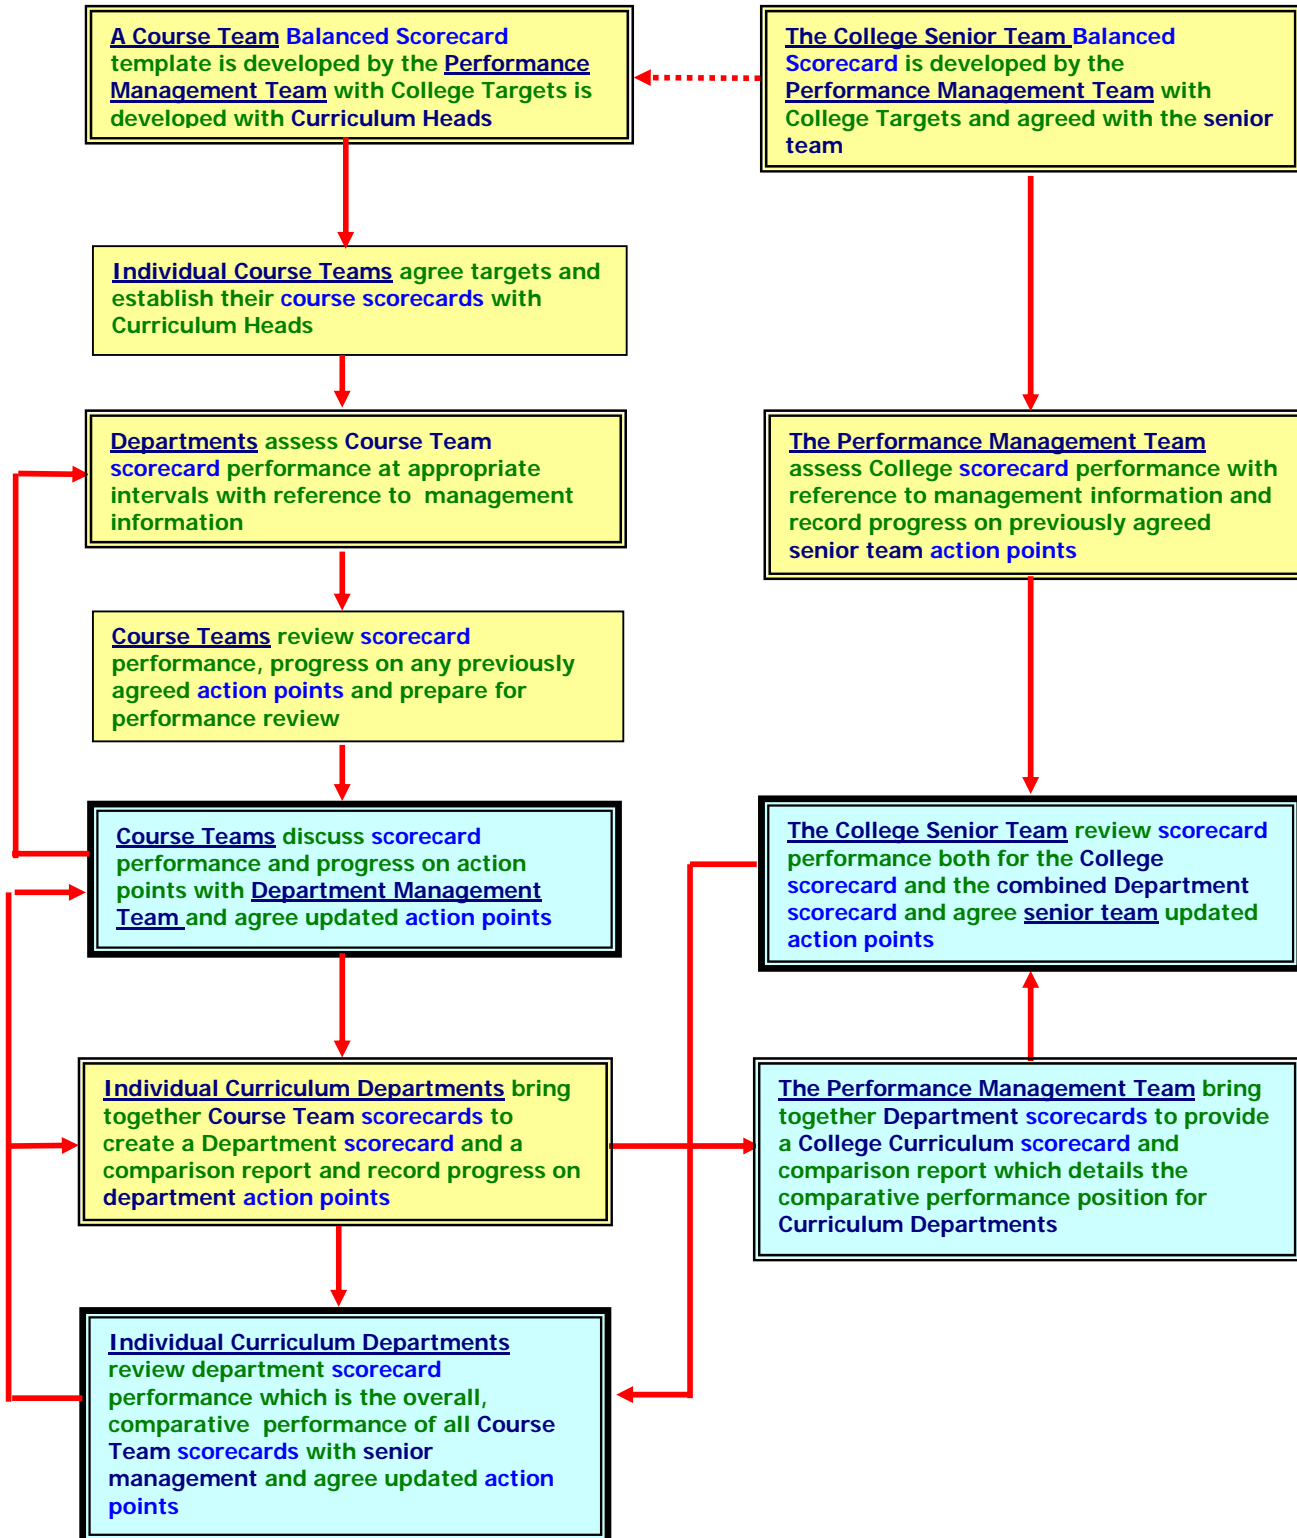 A Course Team Balanced Scorecard
template is developed by the Performance
Management Team with College Targets is
developed with Curriculum Heads
The College Senior Team Balanced
Scorecard is developed by the
Performance Management Team with
College Targets and agreed with the senior
team
Individual Course Teams agree targets and
establish their course scorecards with
Curriculum Heads
Departments assess Course Team
scorecard performance at appropriate
intervals with reference to management
information
The Performance Management Team
assess College scorecard performance with
reference to management information and
record progress on previously agreed
senior team action points
Course Teams review scorecard
performance, progress on any previously
agreed action points and prepare for
performance review
Course Teams discuss scorecard
performance and progress on action
points with Department Management
Team and agree updated action points
The College Senior Team review scorecard
performance both for the College
scorecard and the combined Department
scorecard and agree senior team updated
action points
Individual Curriculum Departments bring
together Course Team scorecards to
create a Department scorecard and a
comparison report and record progress on
department action points
The Performance Management Team bring
together Department scorecards to provide
a College Curriculum scorecard and
comparison report which details the
comparative performance position for
Curriculum Departments
Individual Curriculum Departments
review department scorecard
performance which is the overall,
comparative performance of all Course
Team scorecards with senior
management and agree updated action
points